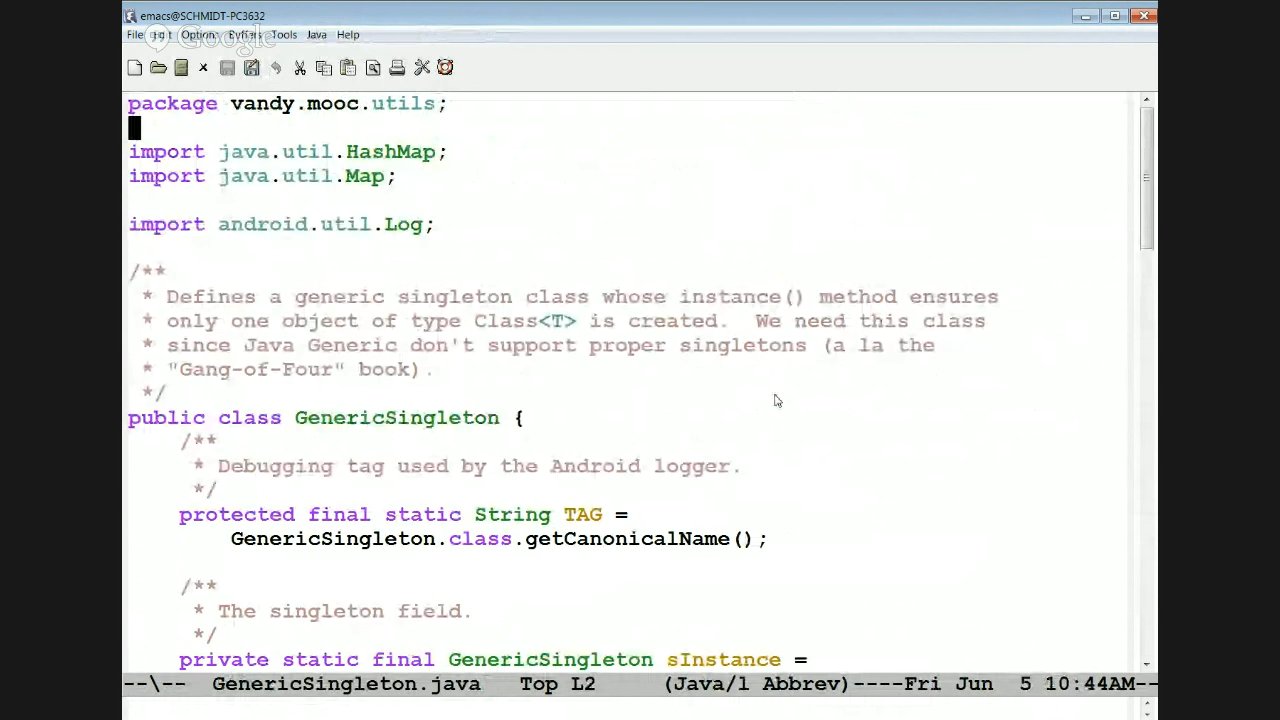 emacs@SCHMIDT-PC3632
File Edit Options Buffers Tools Java Help
Google
package vandy.mooc.utils;
import java.util.HashMap;
import java.util.Map;
import android.util.Log;
/**
* Defines a generic singleton class whose instance() method ensures
* only one object of type Class<T> is created.  We need this class
* since Java Generic don't support proper singletons (a la the
* "Gang-of-Four" book).
*/
public class GenericSingleton {
/**
* Debugging tag used by the Android logger.
*/
protected final static String TAG =
GenericSingleton.class.getCanonicalName();
/**
* The singleton field.
*/
private static final GenericSingleton sInstance =
--\-- GenericSingleton.java Top L2 (Java/l Abbrev)----Fri Jun 5 10:44AM--